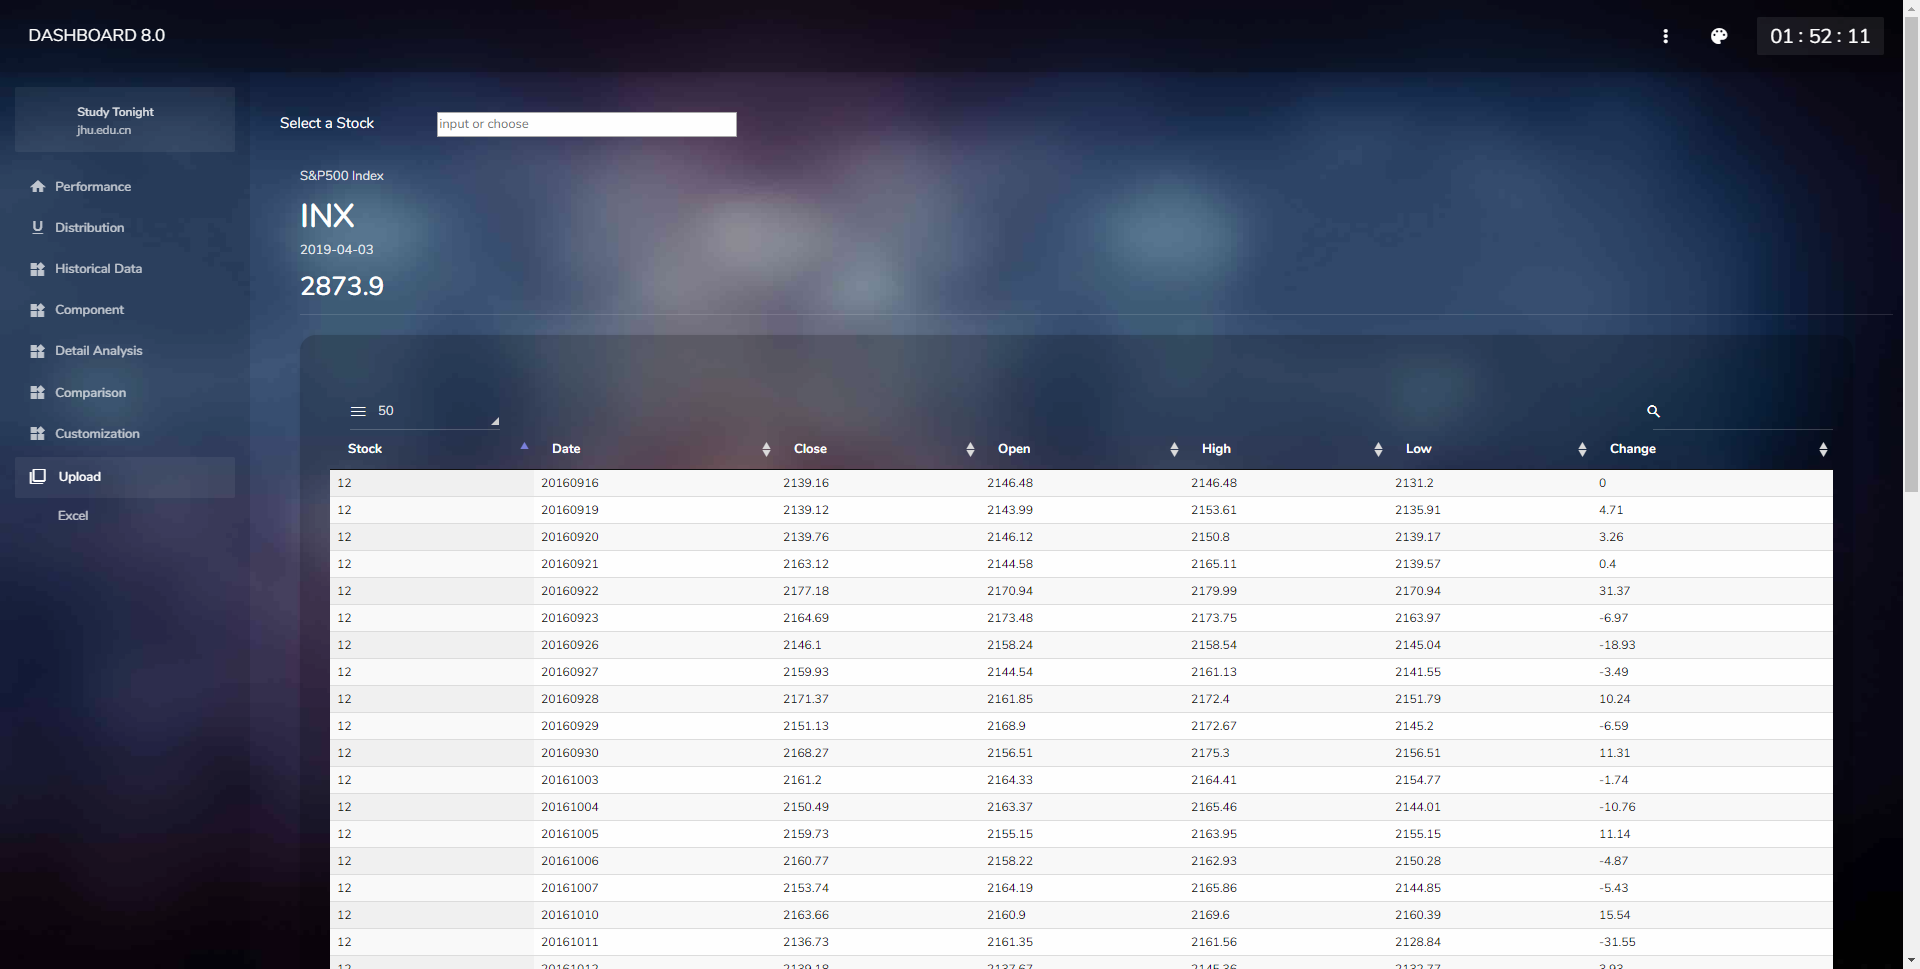 DASHBOARD 8.0
01 : 52 : 11
Study Tonight
jhu.edu.cn
Performance
Distribution
Historical Data
Component
Detail Analysis
Comparison
Customization
Upload
Excel
Select a Stock input or choose
S&P500 Index
INX
2019-04-03
2873.9
50
Stock Date Close Open High Low Change
12 20160916 2139.16 2146.48 2146.48 2131.2 0
12 20160919 2139.12 2143.99 2153.61 2135.91 4.71
12 20160920 2139.76 2146.12 2150.8 2139.17 3.26
12 20160921 2163.12 2144.58 2165.11 2139.57 0.4
12 20160922 2177.18 2170.94 2179.99 2170.94 31.37
12 20160923 2164.69 2173.48 2173.75 2163.97 -6.97
12 20160926 2146.1 2158.24 2158.54 2145.04 -18.93
12 20160927 2159.93 2144.54 2161.13 2141.55 -3.49
12 20160928 2171.37 2161.85 2172.4 2151.79 10.24
12 20160929 2151.13 2168.9 2172.67 2145.2 -6.59
12 20160930 2168.27 2156.51 2175.3 2156.51 11.31
12 20161003 2161.2 2164.33 2164.41 2154.77 -1.74
12 20161004 2150.49 2163.37 2165.46 2144.01 -10.76
12 20161005 2159.73 2155.15 2163.95 2155.15 11.14
12 20161006 2160.77 2158.22 2162.93 2150.28 -4.87
12 20161007 2153.74 2164.19 2165.86 2144.85 -5.43
12 20161010 2163.66 2160.9 2169.6 2160.39 15.54
12 20161011 2136.73 2161.35 2161.56 2128.84 -31.55
12 20161012 2139.18 2137.67 2145.36 2132.77 3.93